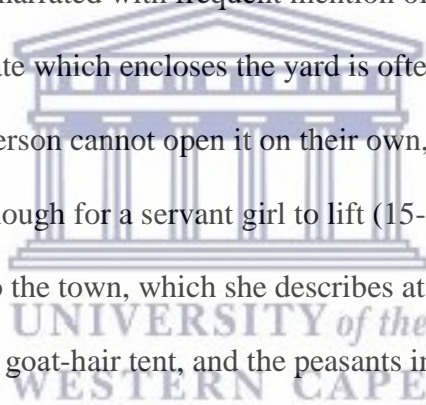 narrated with frequent mention of
ate which encloses the yard is ofte
erson cannot open it on their own,
ough for a servant girl to lift (15-
o the town, which she describes at
UNIVERSITY of the
goat-hair tent, and the peasants in
WESTERN CAPE